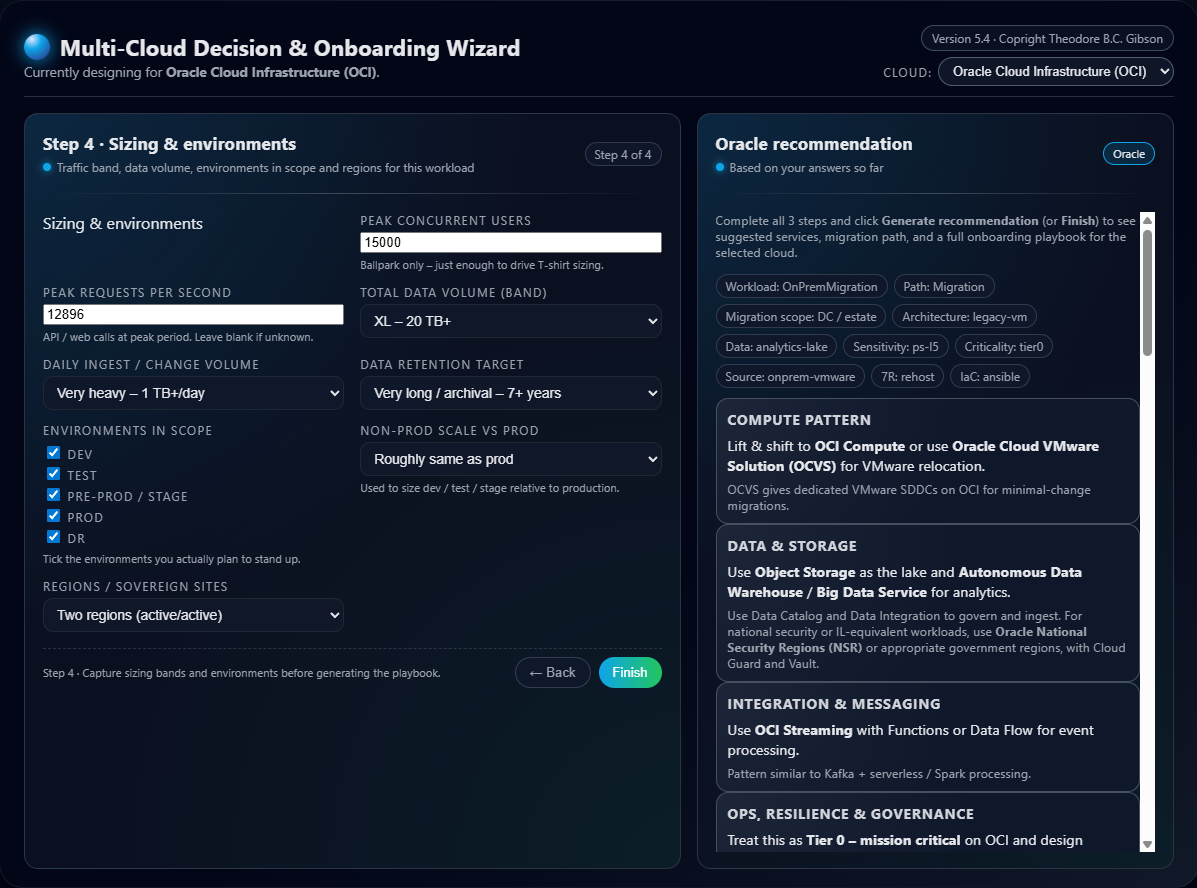 Multi-Cloud Decision & Onboarding Wizard
Currently designing for Oracle Cloud Infrastructure (OCI).
Version 5.4 · Copright Theodore B.C. Gibson
CLOUD: Oracle Cloud Infrastructure (OCI)
Step 4 · Sizing & environments
Traffic band, data volume, environments in scope and regions for this workload
Step 4 of 4
Sizing & environments
PEAK CONCURRENT USERS
15000
Ballpark only – just enough to drive T-shirt sizing.
PEAK REQUESTS PER SECOND
12896
API / web calls at peak period. Leave blank if unknown.
TOTAL DATA VOLUME (BAND)
XL – 20 TB+
DAILY INGEST / CHANGE VOLUME
Very heavy – 1 TB+/day
DATA RETENTION TARGET
Very long / archival – 7+ years
ENVIRONMENTS IN SCOPE
DEV
TEST
PRE-PROD / STAGE
PROD
DR
Tick the environments you actually plan to stand up.
NON-PROD SCALE VS PROD
Roughly same as prod
Used to size dev / test / stage relative to production.
REGIONS / SOVEREIGN SITES
Two regions (active/active)
Step 4 · Capture sizing bands and environments before generating the playbook.
← Back
Finish
Oracle recommendation
Based on your answers so far
Oracle
Complete all 3 steps and click Generate recommendation (or Finish) to see
suggested services, migration path, and a full onboarding playbook for the
selected cloud.
Workload: OnPremMigration
Path: Migration
Migration scope: DC / estate
Architecture: legacy-vm
Data: analytics-lake
Sensitivity: ps-l5
Criticality: tier0
Source: onprem-vmware
7R: rehost
IaC: ansible
COMPUTE PATTERN
Lift & shift to OCI Compute or use Oracle Cloud VMware
Solution (OCVS) for VMware relocation.
OCVS gives dedicated VMware SDDCs on OCI for minimal-change
migrations.
DATA & STORAGE
Use Object Storage as the lake and Autonomous Data
Warehouse / Big Data Service for analytics.
Use Data Catalog and Data Integration to govern and ingest. For
national security or IL-equivalent workloads, use Oracle National
Security Regions (NSR) or appropriate government regions, with Cloud
Guard and Vault.
INTEGRATION & MESSAGING
Use OCI Streaming with Functions or Data Flow for event
processing.
Pattern similar to Kafka + serverless / Spark processing.
OPS, RESILIENCE & GOVERNANCE
Treat this as Tier 0 – mission critical on OCI and design